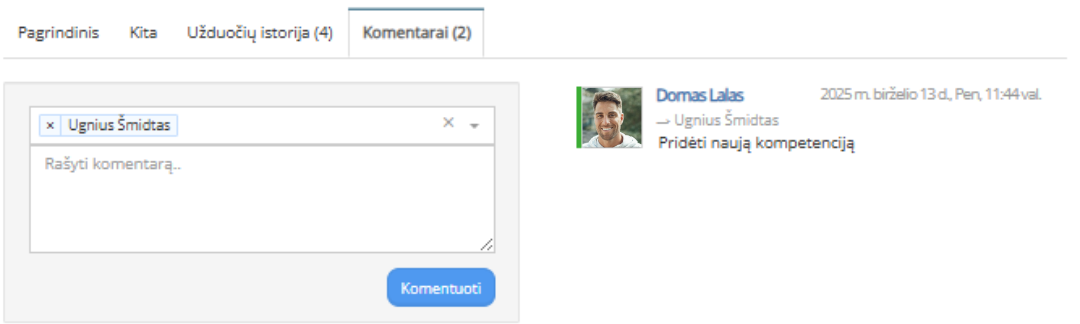 Pagrindinis Kita Užduočių istorija (4) Komentarai (2)
× Ugnius Šmidtas ×
Rašyti komentarą..
Komentuoti
Domas Lalas 2025 m. birželio 13 d., Pen, 11:44 val.
→ Ugnius Šmidtas
Pridėti naują kompetenciją